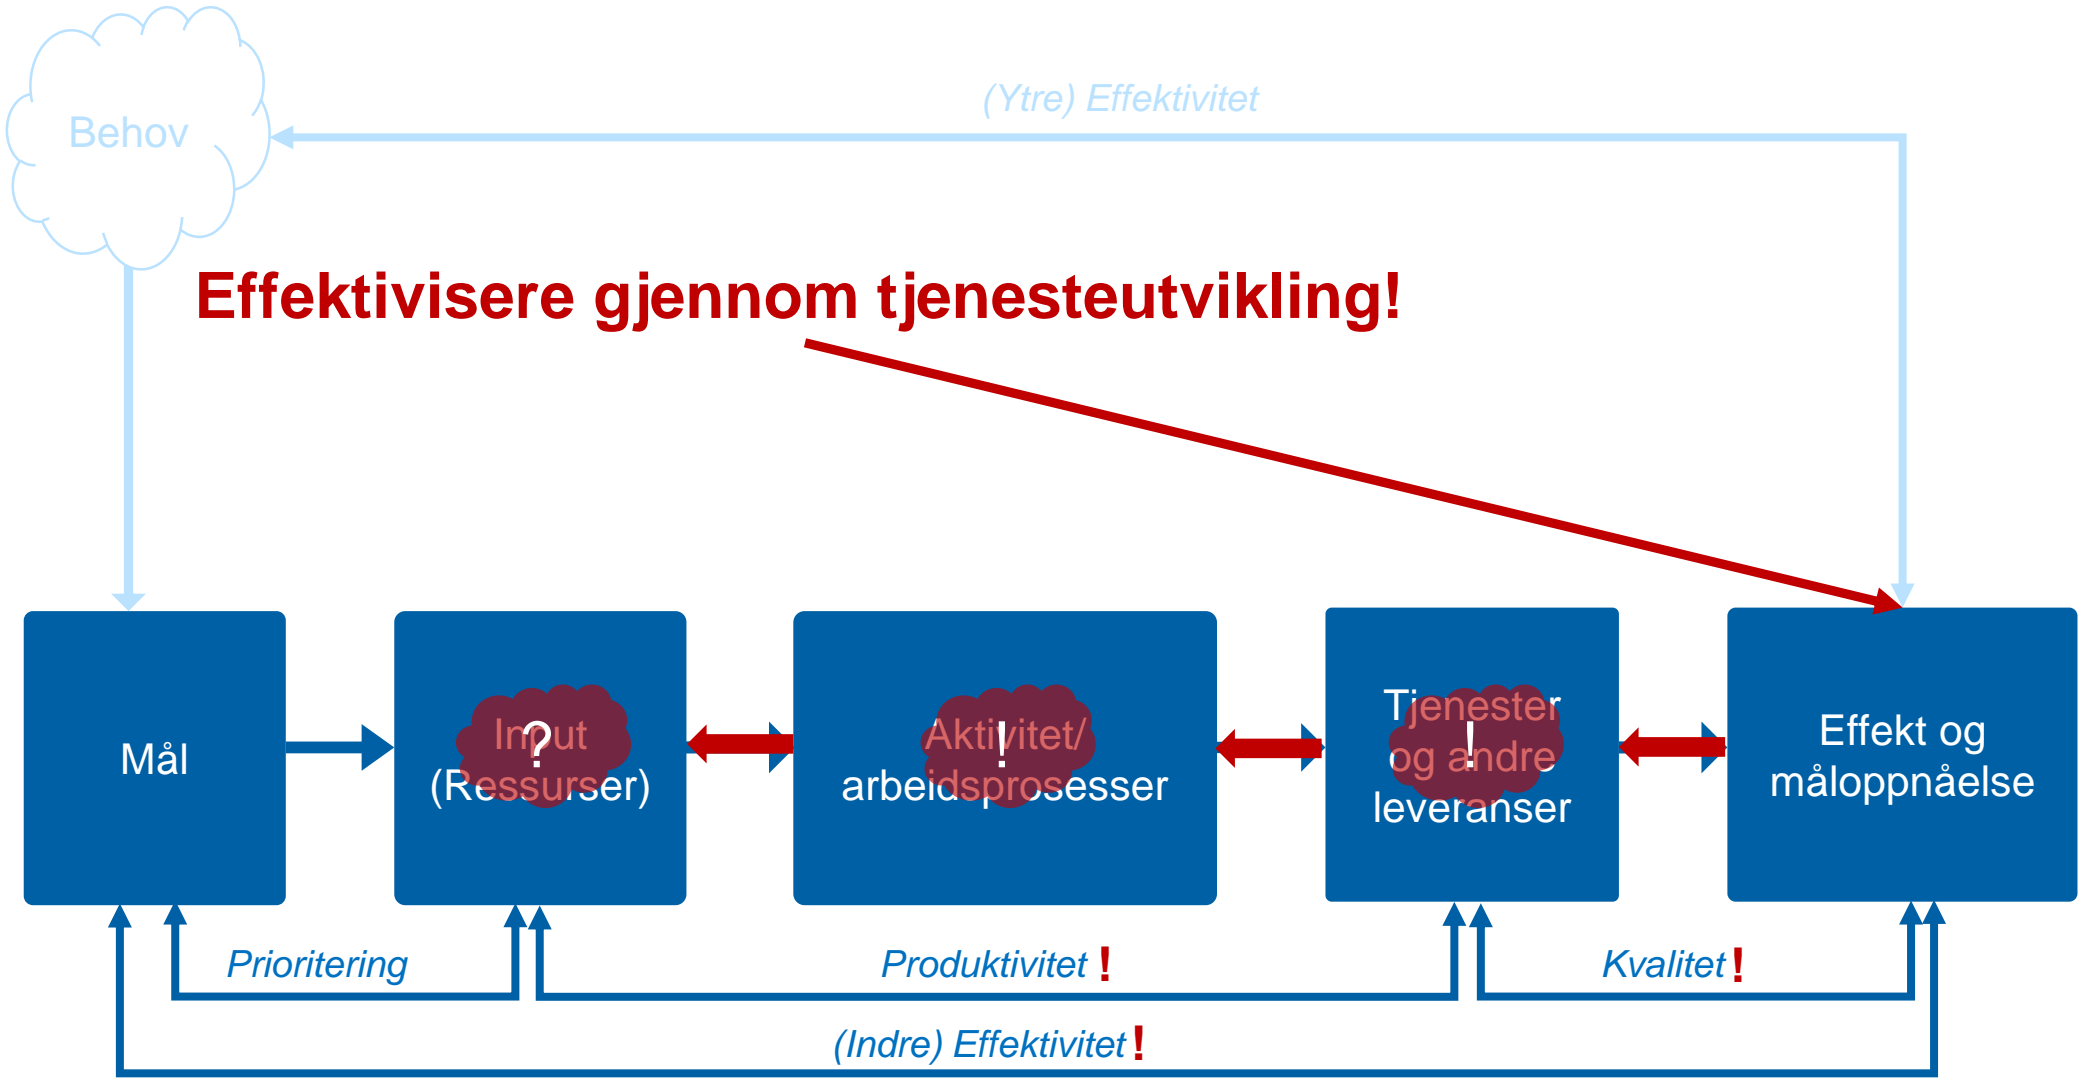 (Ytre) Effektivitet
Behov
Effektivisere gjennom tjenesteutvikling!
Mål
Input
?
(Ressurser)
Aktivitet/
!
arbeidsprosesser
Tjenester
!
og andre
leveranser
Effekt og
måloppnåelse
Prioritering
Produktivitet !
Kvalitet !
(Indre) Effektivitet !